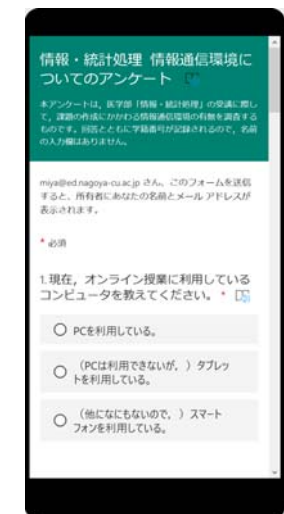 情報・統計処理 情報通信環境に
ついてのアンケート
本アンケートは，医学部「情報・統計処理」の受講に際し
て，課題の作成にかかわる情報通信環境の有無を調査する
ものです。回答とともに学籍番号が記録されるので，名前
の入力欄はありません。
miya@ed.nagoya-cu.ac.jp さん、このフォームを送信
すると、所有者にあなたの名前とメール アドレスが
表示されます。
* 必須
1. 現在，オンライン授業に利用している
コンピュータを教えてください。 *
PCを利用している。
（PCは利用できないが，）タブレッ
トを利用している。
（他になにもないので，）スマート
フォンを利用している。